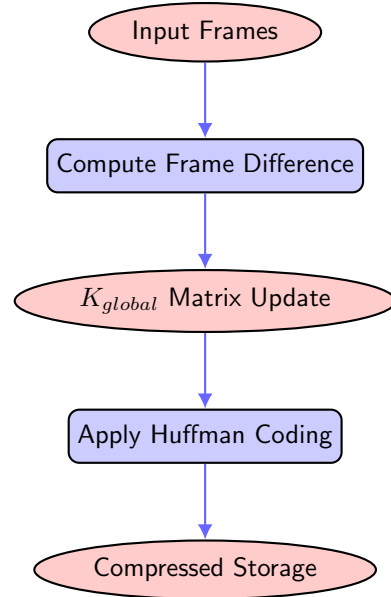 Input Frames
Compute Frame Difference
K_{global} Matrix Update
Apply Huffman Coding
Compressed Storage